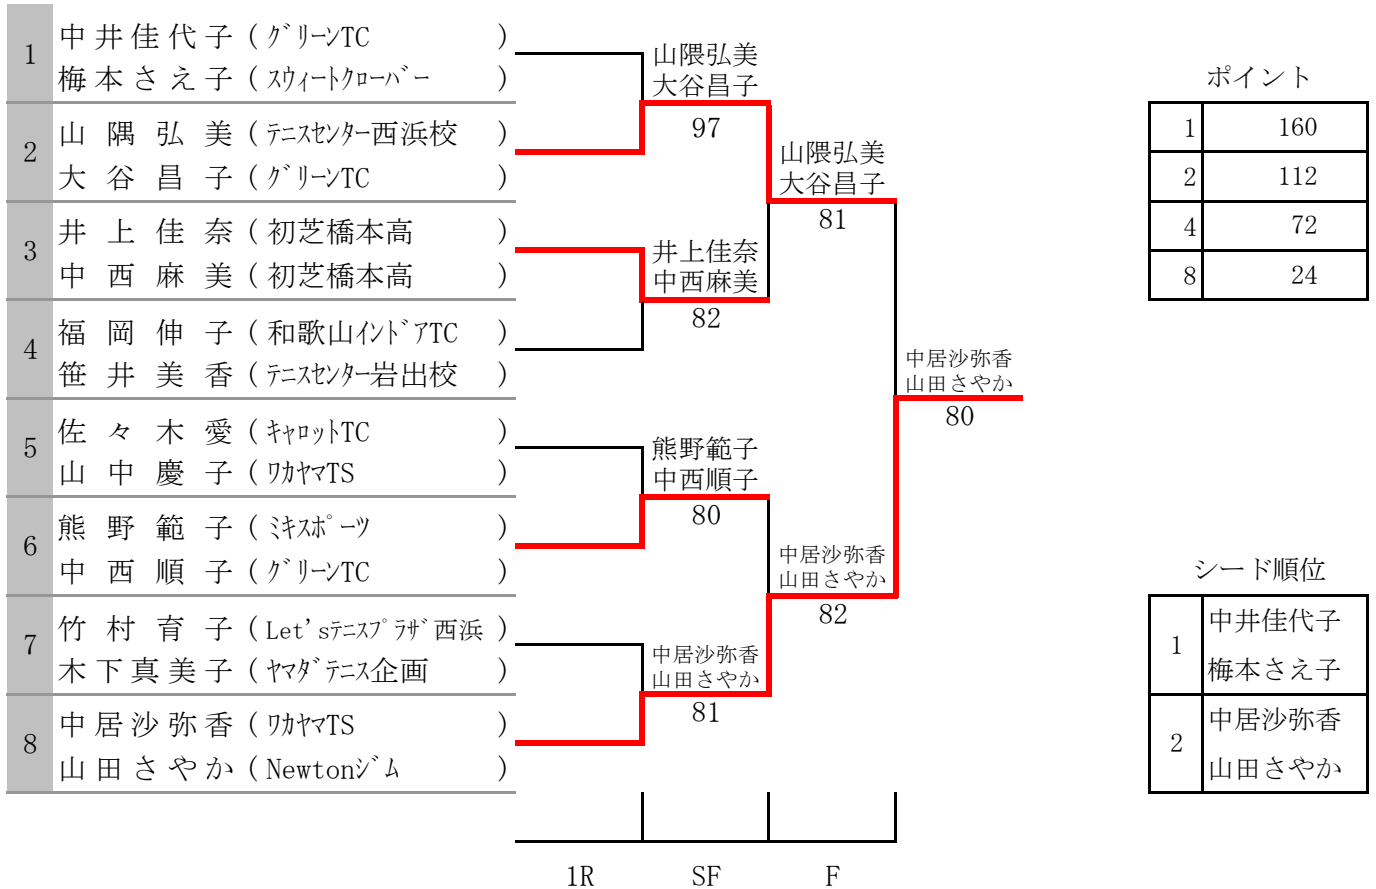 1
中井佳代子(グリーンTC)
梅本さえ子(スウィートクローバー)
2
山隅弘美(テニスセンター西浜校)
大谷昌子(グリーンTC)
3
井上佳奈(初芝橋本高)
中西麻美(初芝橋本高)
4
福岡伸子(和歌山インドアTC)
笹井美香(テニスセンター岩出校)
5
佐々木愛(キャロットTC)
山中慶子(ワカヤマTS)
6
熊野範子(ミキスポーツ)
中西順子(グリーンTC)
7
竹村育子(Let'sテニスプラザ西浜)
木下真美子(ヤマダテニス企画)
8
中居沙弥香(ワカヤマTS)
山田さやか(Newtonジム)
山隈弘美
大谷昌子
97
井上佳奈
中西麻美
82
熊野範子
中西順子
80
中居沙弥香
山田さやか
81
山隈弘美
大谷昌子
81
中居沙弥香
山田さやか
82
中居沙弥香
山田さやか
80
1R SF F
ポイント
1 160
2 112
4 72
8 24
シード順位
1
中井佳代子
梅本さえ子
2
中居沙弥香
山田さやか